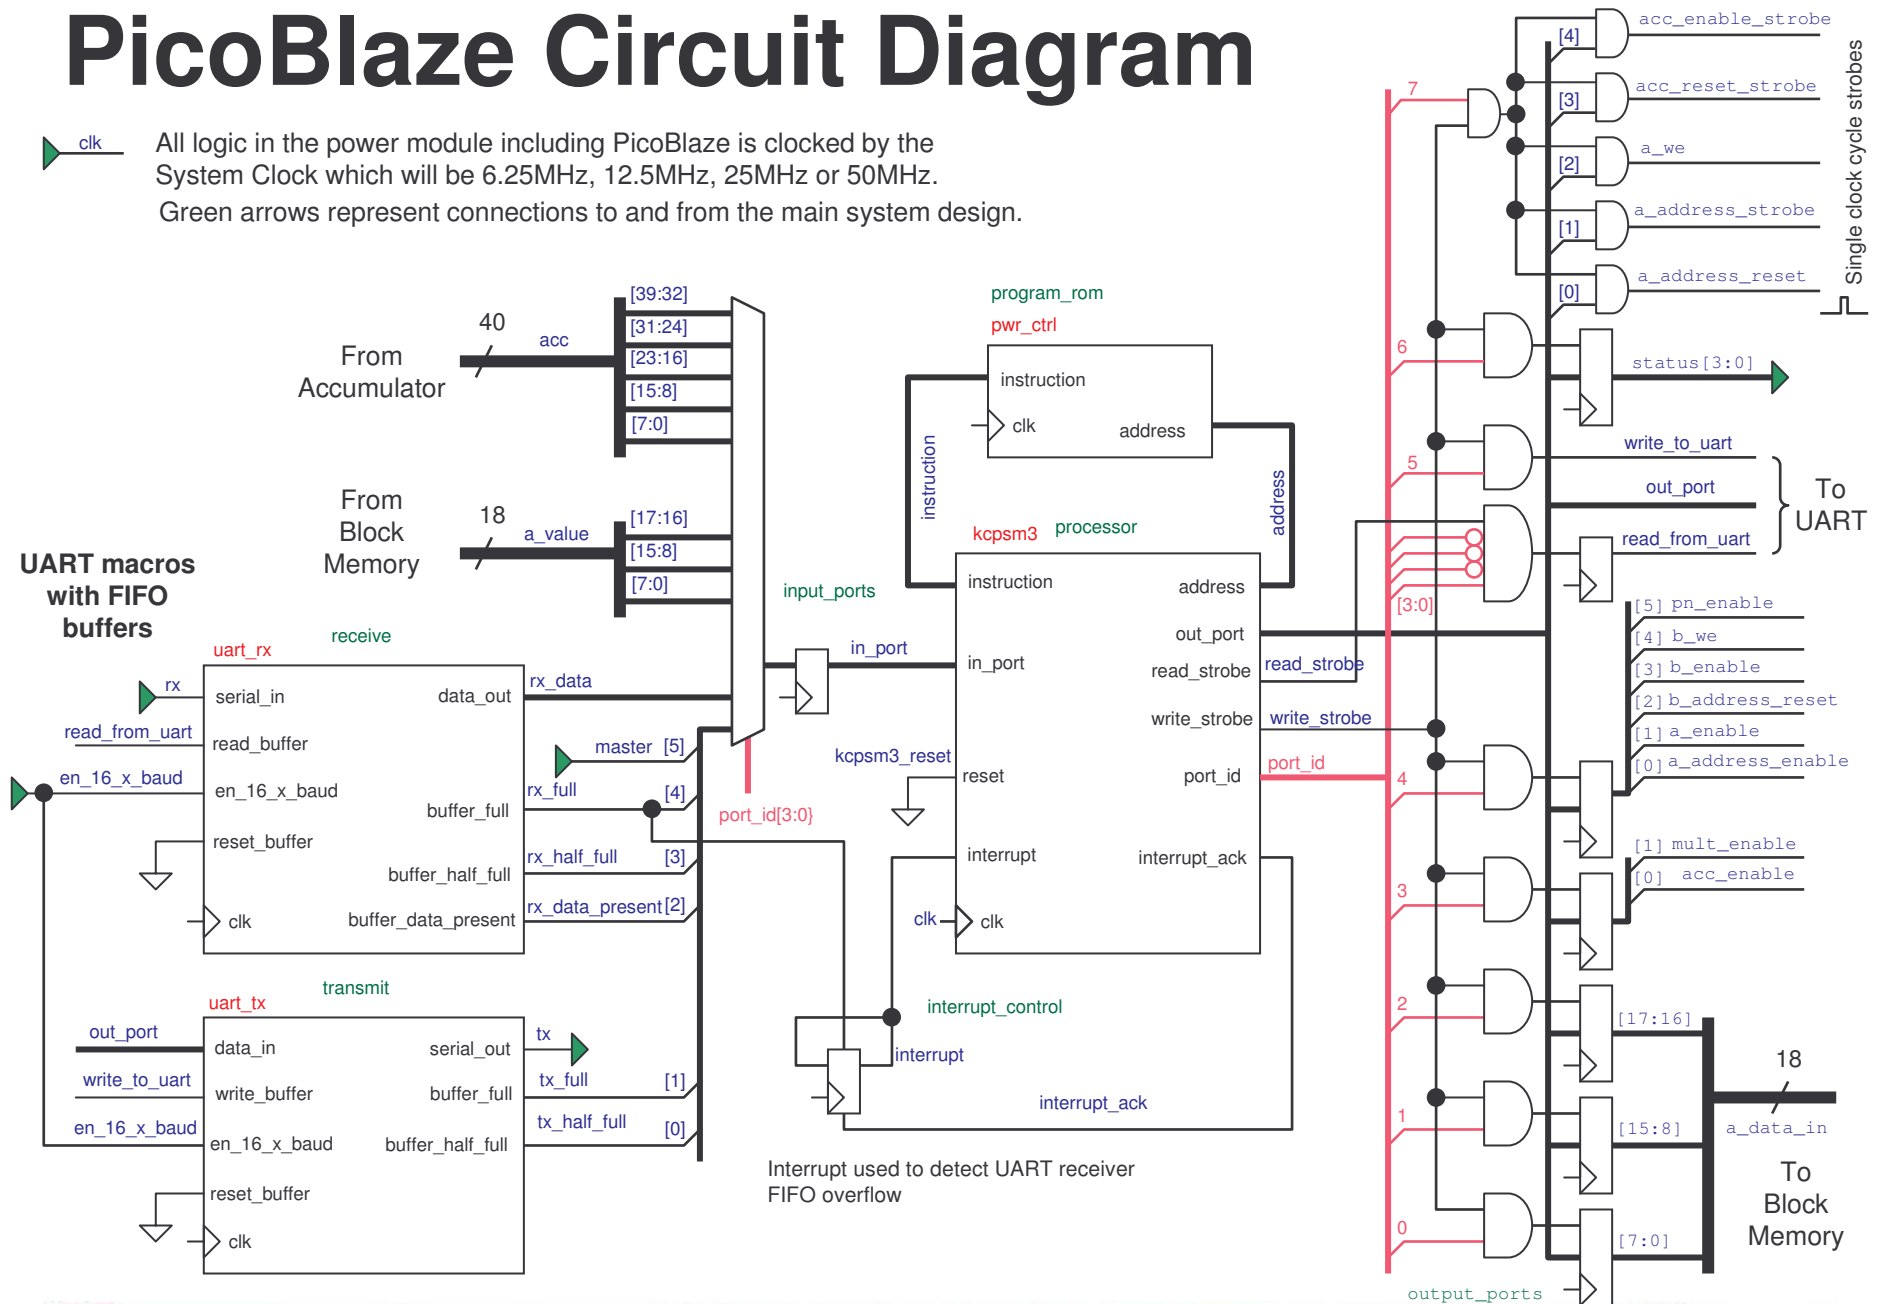 PicoBlaze Circuit Diagram
clk
All logic in the power module including PicoBlaze is clocked by the
System Clock which will be 6.25MHz, 12.5MHz, 25MHz or 50MHz.
Green arrows represent connections to and from the main system design.
From
Accumulator
40
acc
[39:32]
[31:24]
[23:16]
[15:8]
[7:0]
From
Block
Memory
18
a_value
[17:16]
[15:8]
[7:0]
UART macros
with FIFO
buffers
receive
uart_rx
rx
serial_in
read_from_uart
read_buffer
en_16_x_baud
en_16_x_baud
reset_buffer
clk
data_out
rx_data
buffer_full
rx_full
buffer_half_full
rx_half_full
buffer_data_present
rx_data_present
master
[5]
[4]
[3]
[2]
port_id[3:0}
input_ports
in_port
transmit
uart_tx
out_port
data_in
write_to_uart
write_buffer
en_16_x_baud
en_16_x_baud
reset_buffer
clk
serial_out
tx
buffer_full
tx_full
[1]
buffer_half_full
tx_half_full
[0]
program_rom
pwr_ctrl
instruction
clk
address
instruction
address
kcpsm3
processor
instruction
address
out_port
in_port
read_strobe
read_strobe
write_strobe
write_strobe
kcpsm3_reset
reset
port_id
port_id
interrupt
interrupt_ack
clk
clk
interrupt_control
interrupt
interrupt_ack
Interrupt used to detect UART receiver
FIFO overflow
7
6
5
[3:0]
4
3
2
1
0
[4]
acc_enable_strobe
[3]
acc_reset_strobe
[2]
a_we
[1]
a_address_strobe
[0]
a_address_reset
Single clock cycle strobes
status[3:0]
write_to_uart
out_port
read_from_uart
To
UART
[5] pn_enable
[4] b_we
[3] b_enable
[2] b_address_reset
[1] a_enable
[0] a_address_enable
[1] mult_enable
[0] acc_enable
[17:16]
[15:8]
[7:0]
18
a_data_in
To
Block
Memory
output_ports